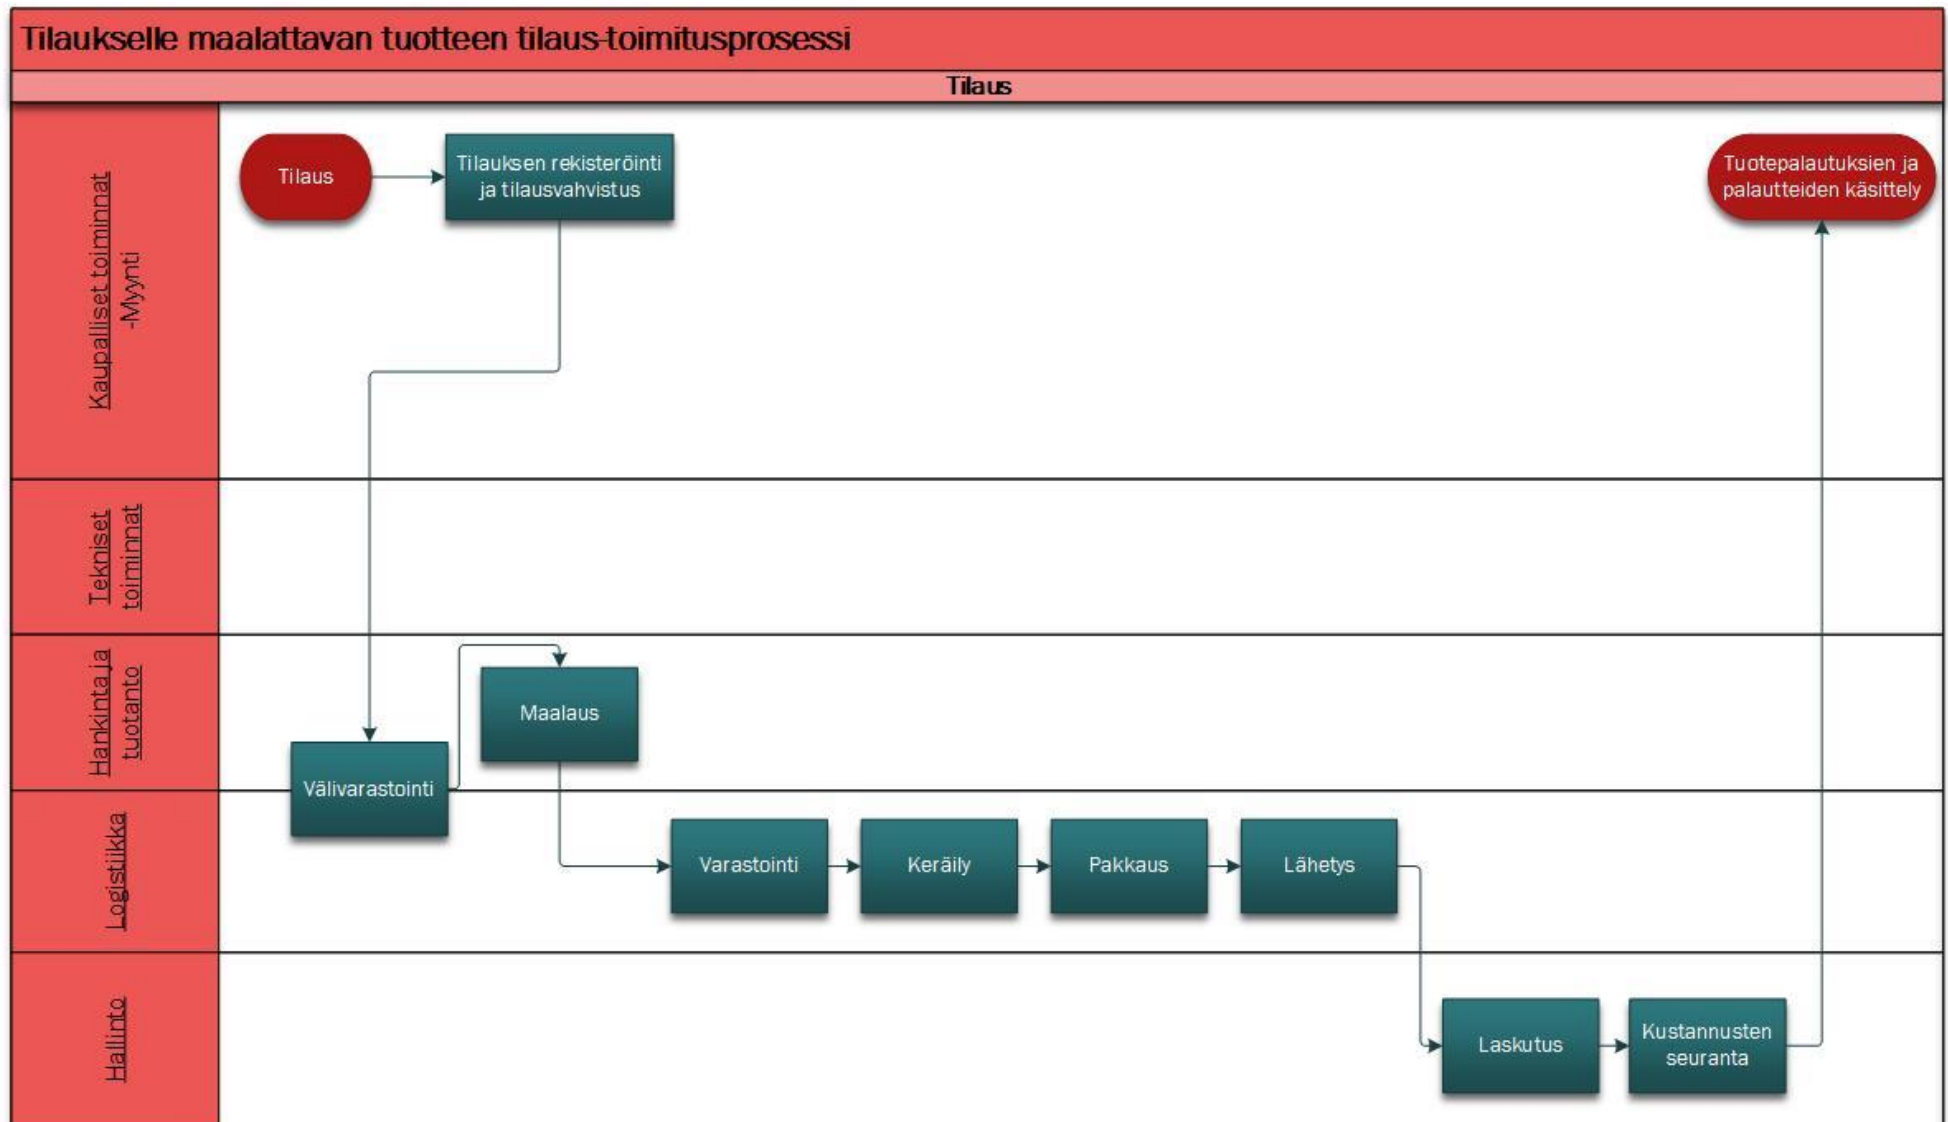 Tilaukselle maalattavan tuotteen tilaus-toimitusprosessi
Tilaus
Kaupalliset toiminnat
-Myynti
Tilaus
Tilauksen rekisteröinti
ja tilausvahvistus
Tuotepalautuksien ja
palautteiden käsittely
Tekniset
toiminnat
Hankinta ja
tuotanto
Maalaus
Välivarastointi
Logistiikka
Varastointi
Keräily
Pakkaus
Lähetys
Hallinto
Laskutus
Kustannusten
seuranta